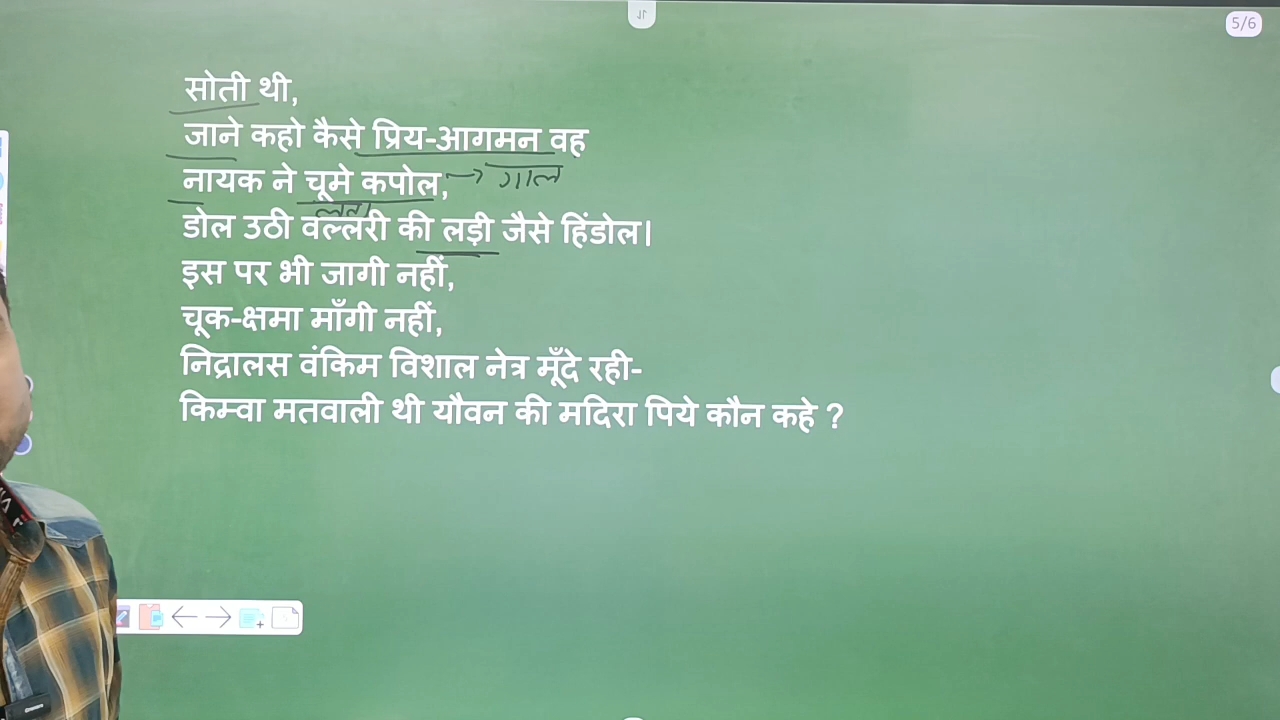 5/6
सोती थी,
जाने कहो कैसे प्रिय-आगमन वह
नायक ने चूमे कपोल, → गाल
लता
डोल उठी वल्लरी की लड़ी जैसे हिंडोल।
इस पर भी जागी नहीं,
चूक-क्षमा माँगी नहीं,
निद्रालस वंकिम विशाल नेत्र मूँदे रही-
किम्वा मतवाली थी यौवन की मदिरा पिये कौन कहे ?